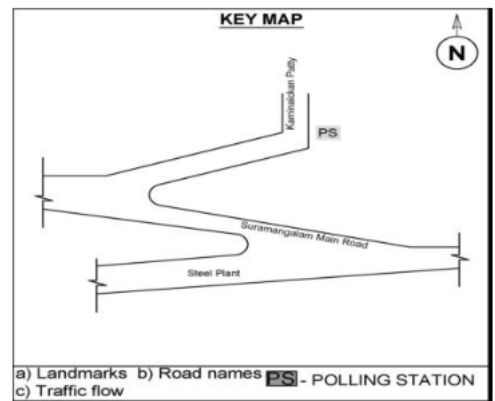 KEY MAP
N
Kaminaickan Patty
PS
Suramangalam Main Road
Steel Plant
a) Landmarks b) Road names PS - POLLING STATION
c) Traffic flow